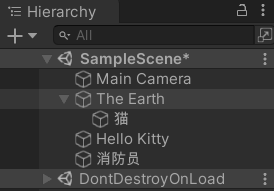 Hierarchy
All
SampleScene*
Main Camera
The Earth
猫
Hello Kitty
消防员
DontDestroyOnLoad